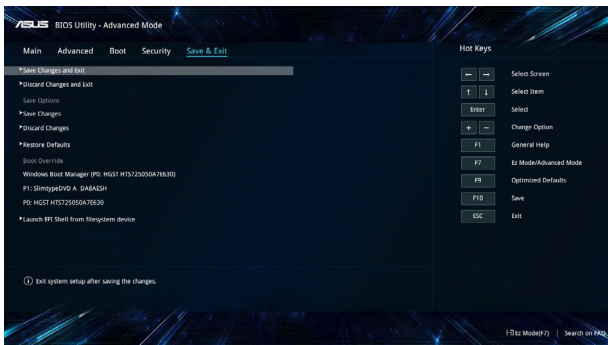 ASUS BIOS Utility - Advanced Mode
Main Advanced Boot Security Save & Exit
Hot Keys
Save Changes and Exit
Discard Changes and Exit
Save Options
Save Changes
Discard Changes
Restore Defaults
Boot Override
Windows Boot Manager (P0: HGST HTS725050A7E630)
P1: SlimtypeDVD A DA8AESH
P0: HGST HTS725050A7E630
Launch EFI Shell from filesystem device
← → Select Screen
↑ ↓ Select Item
Enter Select
+ − Change Option
F1 General Help
F7 Ez Mode/Advanced Mode
F9 Optimized Defaults
F10 Save
ESC Exit
Exit system setup after saving the changes.
Ez Mode(F7) | Search on FAQ